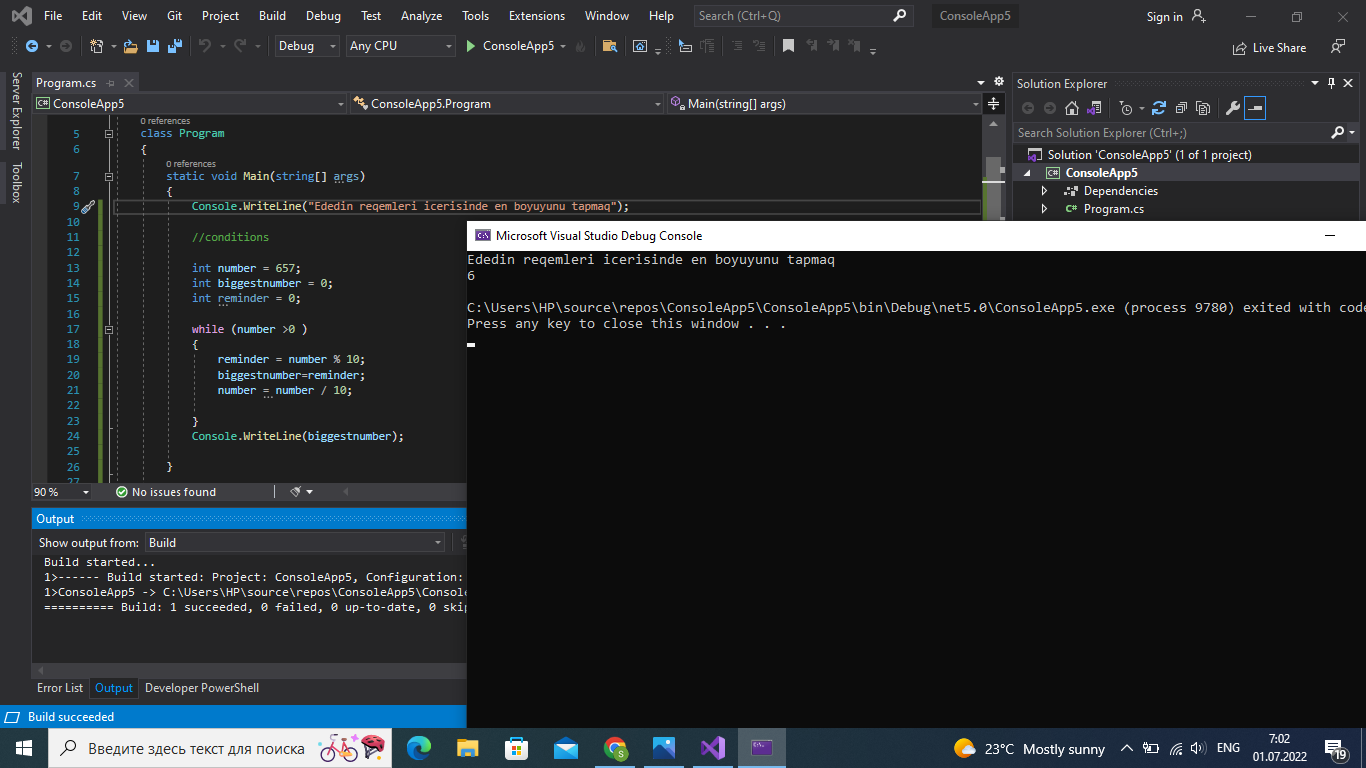 File Edit View Git Project Build Debug Test Analyze Tools Extensions Window Help Search (Ctrl+Q) ConsoleApp5 Sign in
Debug Any CPU ConsoleApp5 Live Share
Server Explorer
Toolbox
Program.cs
ConsoleApp5 ConsoleApp5.Program Main(string[] args)
0 references
5 class Program
6 {
0 references
7 static void Main(string[] args)
8 {
9 Console.WriteLine("Ededin reqemleri icerisinde en boyuyunu tapmaq");
10
11 //conditions
12
13 int number = 657;
14 int biggestnumber = 0;
15 int reminder = 0;
16
17 while (number >0 )
18 {
19 reminder = number % 10;
20 biggestnumber=reminder;
21 number = number / 10;
22
23 }
24 Console.WriteLine(biggestnumber);
25
26 }
27
90 % No issues found
Solution Explorer
Search Solution Explorer (Ctrl+;)
Solution 'ConsoleApp5' (1 of 1 project)
C# ConsoleApp5
Dependencies
C# Program.cs
Microsoft Visual Studio Debug Console
Ededin reqemleri icerisinde en boyuyunu tapmaq
6
C:\Users\HP\source\repos\ConsoleApp5\ConsoleApp5\bin\Debug\net5.0\ConsoleApp5.exe (process 9780) exited with code
Press any key to close this window . . .
Output
Show output from: Build
Build started...
1>------ Build started: Project: ConsoleApp5, Configuration:
1>ConsoleApp5 -> C:\Users\HP\source\repos\ConsoleApp5\Console
========== Build: 1 succeeded, 0 failed, 0 up-to-date, 0 skip
Error List Output Developer PowerShell
Build succeeded
Введите здесь текст для поиска
23°C Mostly sunny ENG 7:02
01.07.2022 19